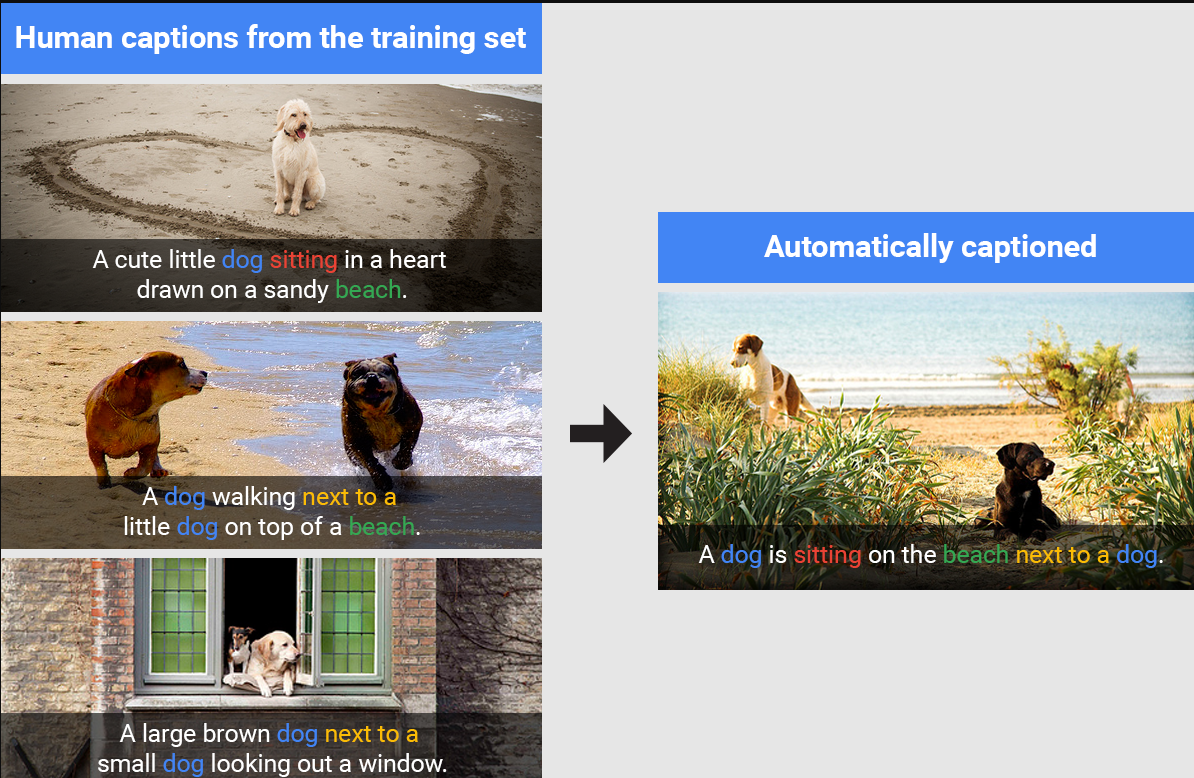 Human captions from the training set
A cute little dog sitting in a heart
drawn on a sandy beach.
A dog walking next to a
little dog on top of a beach.
A large brown dog next to a
small dog looking out a window.
Automatically captioned
A dog is sitting on the beach next to a dog.